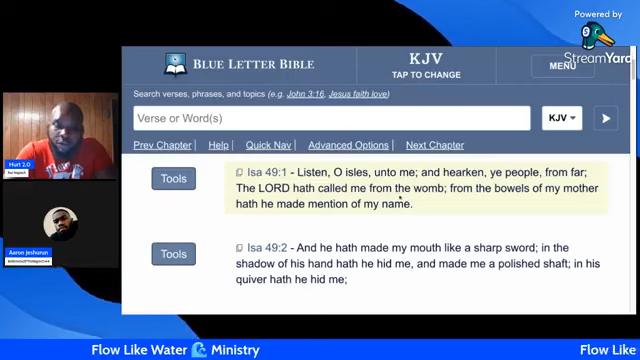 Powered by
StreamYard
BLUE LETTER BIBLE
KJV
TAP TO CHANGE
MENU
Search verses, phrases, and topics (e.g. John 3:16, Jesus faith love)
Verse or Word(s)
KJV
Prev Chapter
Help
Quick Nav
Advanced Options
Next Chapter
Hurt 2.0
Tools
Isa 49:1 - Listen, O isles, unto me; and hearken, ye people, from far;
The LORD hath called me from the womb; from the bowels of my mother
hath he made mention of my name.
Aaron Jeshurun
Tools
Isa 49:2 - And he hath made my mouth like a sharp sword; in the
shadow of his hand hath he hid me, and made me a polished shaft; in his
quiver hath he hid me;
Flow Like Water 🌊 Ministry
Flow Like